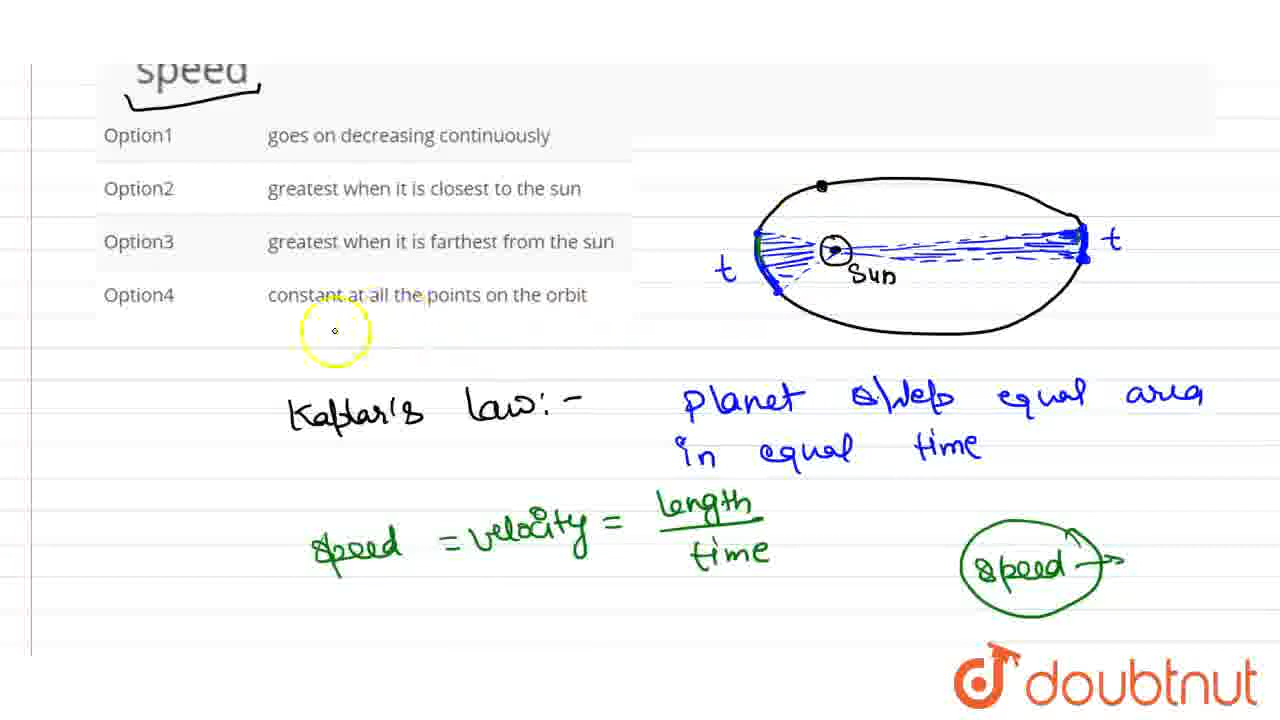 speed
Option1 goes on decreasing continuously
Option2 greatest when it is closest to the sun
Option3 greatest when it is farthest from the sun
Option4 constant at all the points on the orbit
t
Sun
t
Kaplar's law:-
Planet sweps equal area
in equal time
speed = velocity = length
time
speed
doubtnut